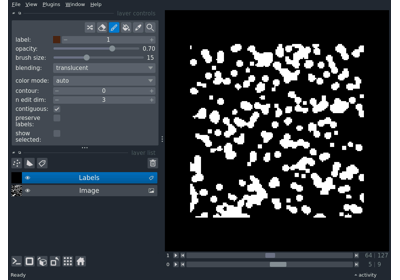 File View Plugins Window Help
layer controls
label: 1
opacity: 0.70
brush size: 15
blending: translucent
color mode: auto
contour: 0
n edit dim: 3
contiguous:
preserve
labels:
show
selected:
layer list
Labels
Image
1 64 127
0 5 9
Ready
activity